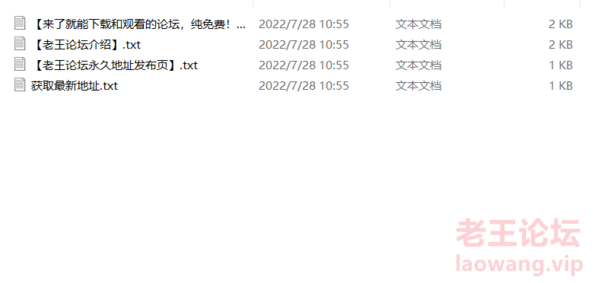 【来了就能下载和观看的论坛，纯免费！... 2022/7/28 10:55 文本文档 2 KB
【老王论坛介绍】.txt 2022/7/28 10:55 文本文档 2 KB
【老王论坛永久地址发布页】.txt 2022/7/28 10:55 文本文档 1 KB
获取最新地址.txt 2022/7/28 10:55 文本文档 1 KB
老王论坛
laowang.vip